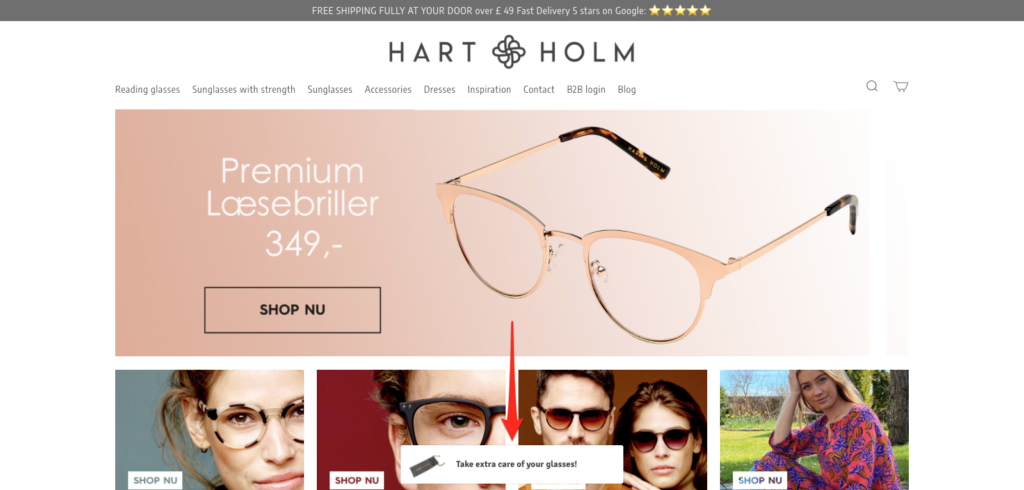 FREE SHIPPING FULLY AT YOUR DOOR over £ 49 Fast Delivery 5 stars on Google: ⭐⭐⭐⭐⭐
HART HOLM
Reading glasses Sunglasses with strength Sunglasses Accessories Dresses Inspiration Contact B2B login Blog
Premium
Læsebriller
349,-
SHOP NU
HART & HOLM
Take extra care of your glasses!
SHOP NU
SHOP NU
SHOP NU